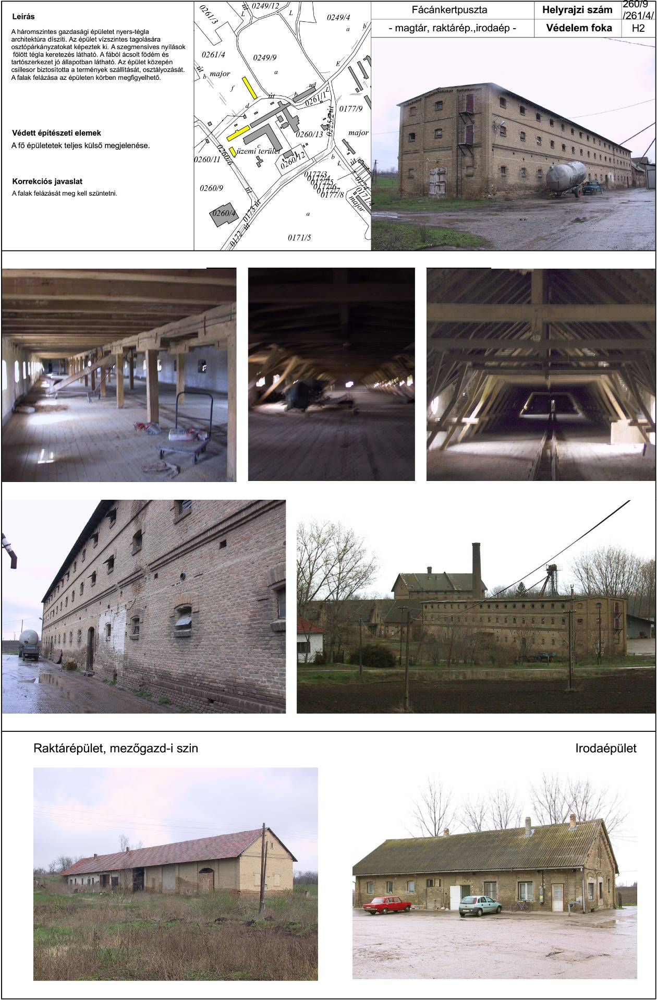 Leírás
A háromszintes gazdasági épületet nyers-tégla
architektúra díszíti. Az épület vízszintes tagolására
osztópárkányzatokat képeztek ki. A szegmensíves nyílások
fölött tégla keretezés látható. A fából ácsolt födém és
tartószerkezet jó állapotban látható. Az épület közepén
csillesor biztosította a termények szállítását, osztályozását.
A falak felázása az épületen körben megfigyelhető.
Védett építészeti elemek
A fő épületetek teljes külső megjelenése.
Korrekciós javaslat
A falak felázását meg kell szüntetni.
0261/3
út
L
0249/12
L
0249/4
a
b
0261/4
0249/9
a
E
út
b
major
f
út
b
út
L
0261/1
d
0177/9
0225/2 út
0260/13
major
c
üzemi terület
0260/11
0260/6
0260/12
b
L
út
0177/3
0177/4
0177/5
0177/6
0177/7
0177/8
0174
0171/4
major
0260/9
út
0260/4
0173 út
0172 út
a
0171/5
Fácánkertpuszta
Helyrajzi szám
260/9
/261/4/
- magtár, raktárép.,irodaép -
Védelem foka
H2
Raktárépület, mezőgazd-i szin
Irodaépület